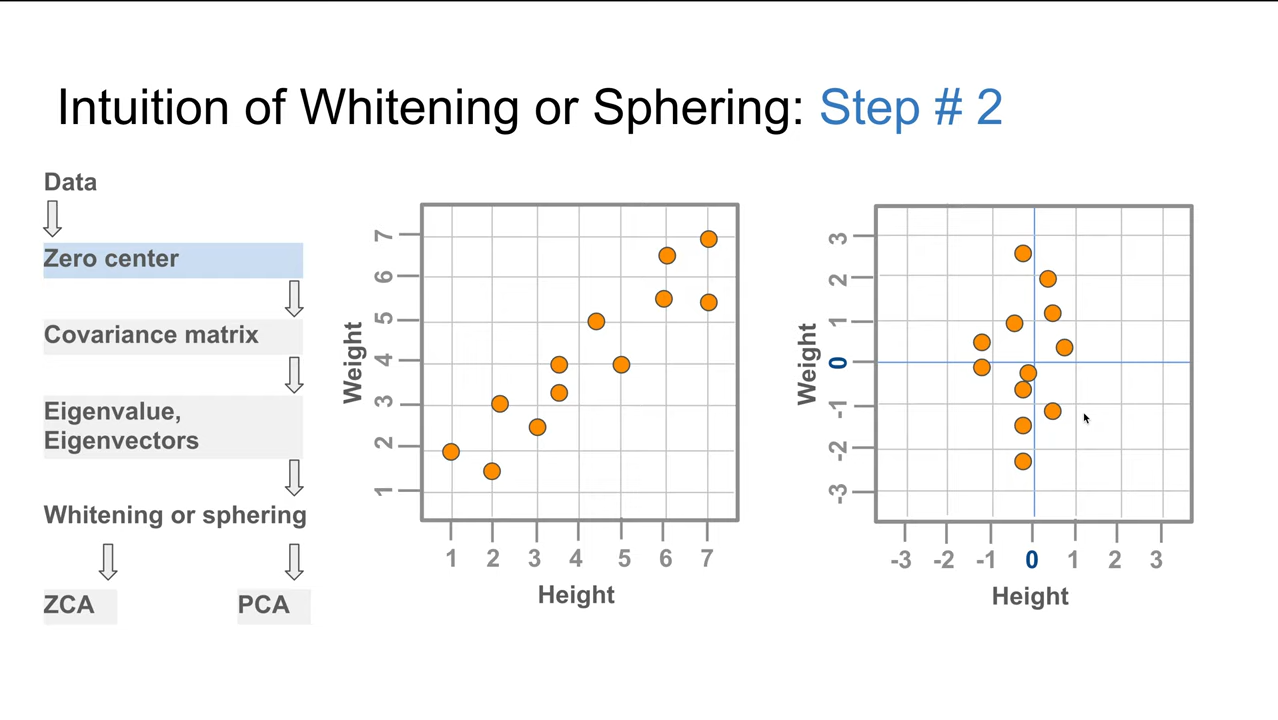 Intuition of Whitening or Sphering: Step # 2
Data
Zero center
Covariance matrix
Eigenvalue,
Eigenvectors
Whitening or sphering
ZCA
PCA
Weight
7
6
5
4
3
2
1
1 2 3 4 5 6 7
Height
Weight
3
2
1
0
-1
-2
-3
-3 -2 -1 0 1 2 3
Height